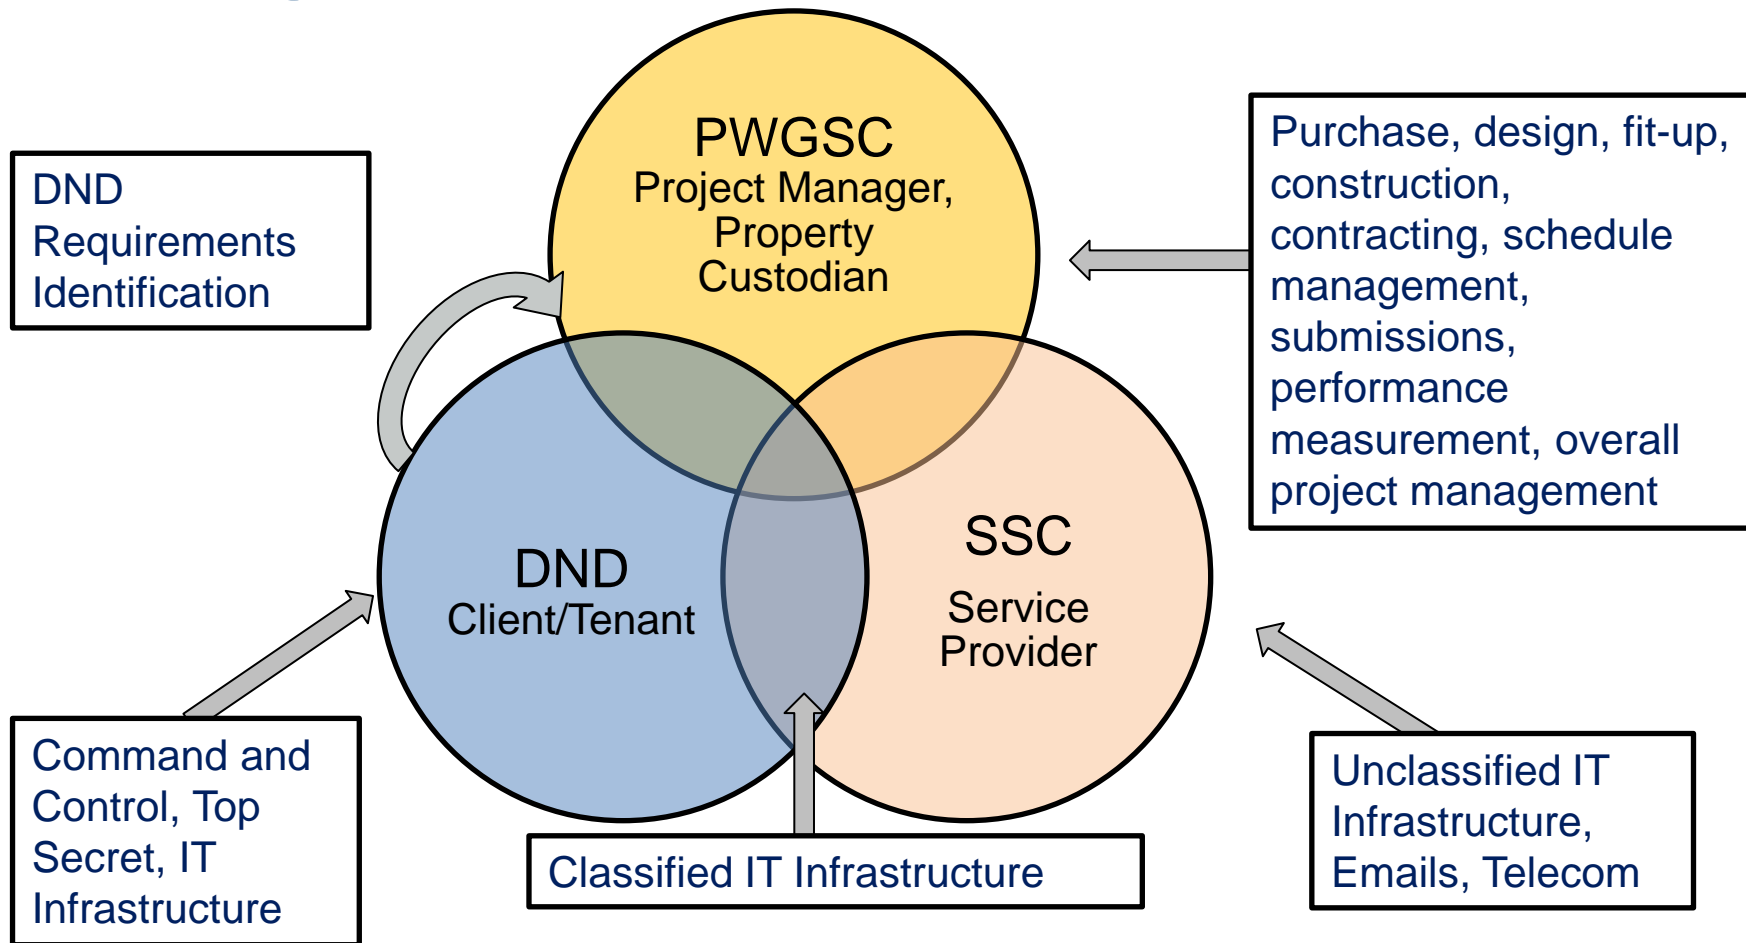 PWGSC
Project Manager,
Property
Custodian
DND
Requirements
Identification
Purchase, design, fit-up,
construction,
contracting, schedule
management,
submissions,
performance
measurement, overall
project management
DND
Client/Tenant
SSC
Service
Provider
Command and
Control, Top
Secret, IT
Infrastructure
Classified IT Infrastructure
Unclassified IT
Infrastructure,
Emails, Telecom